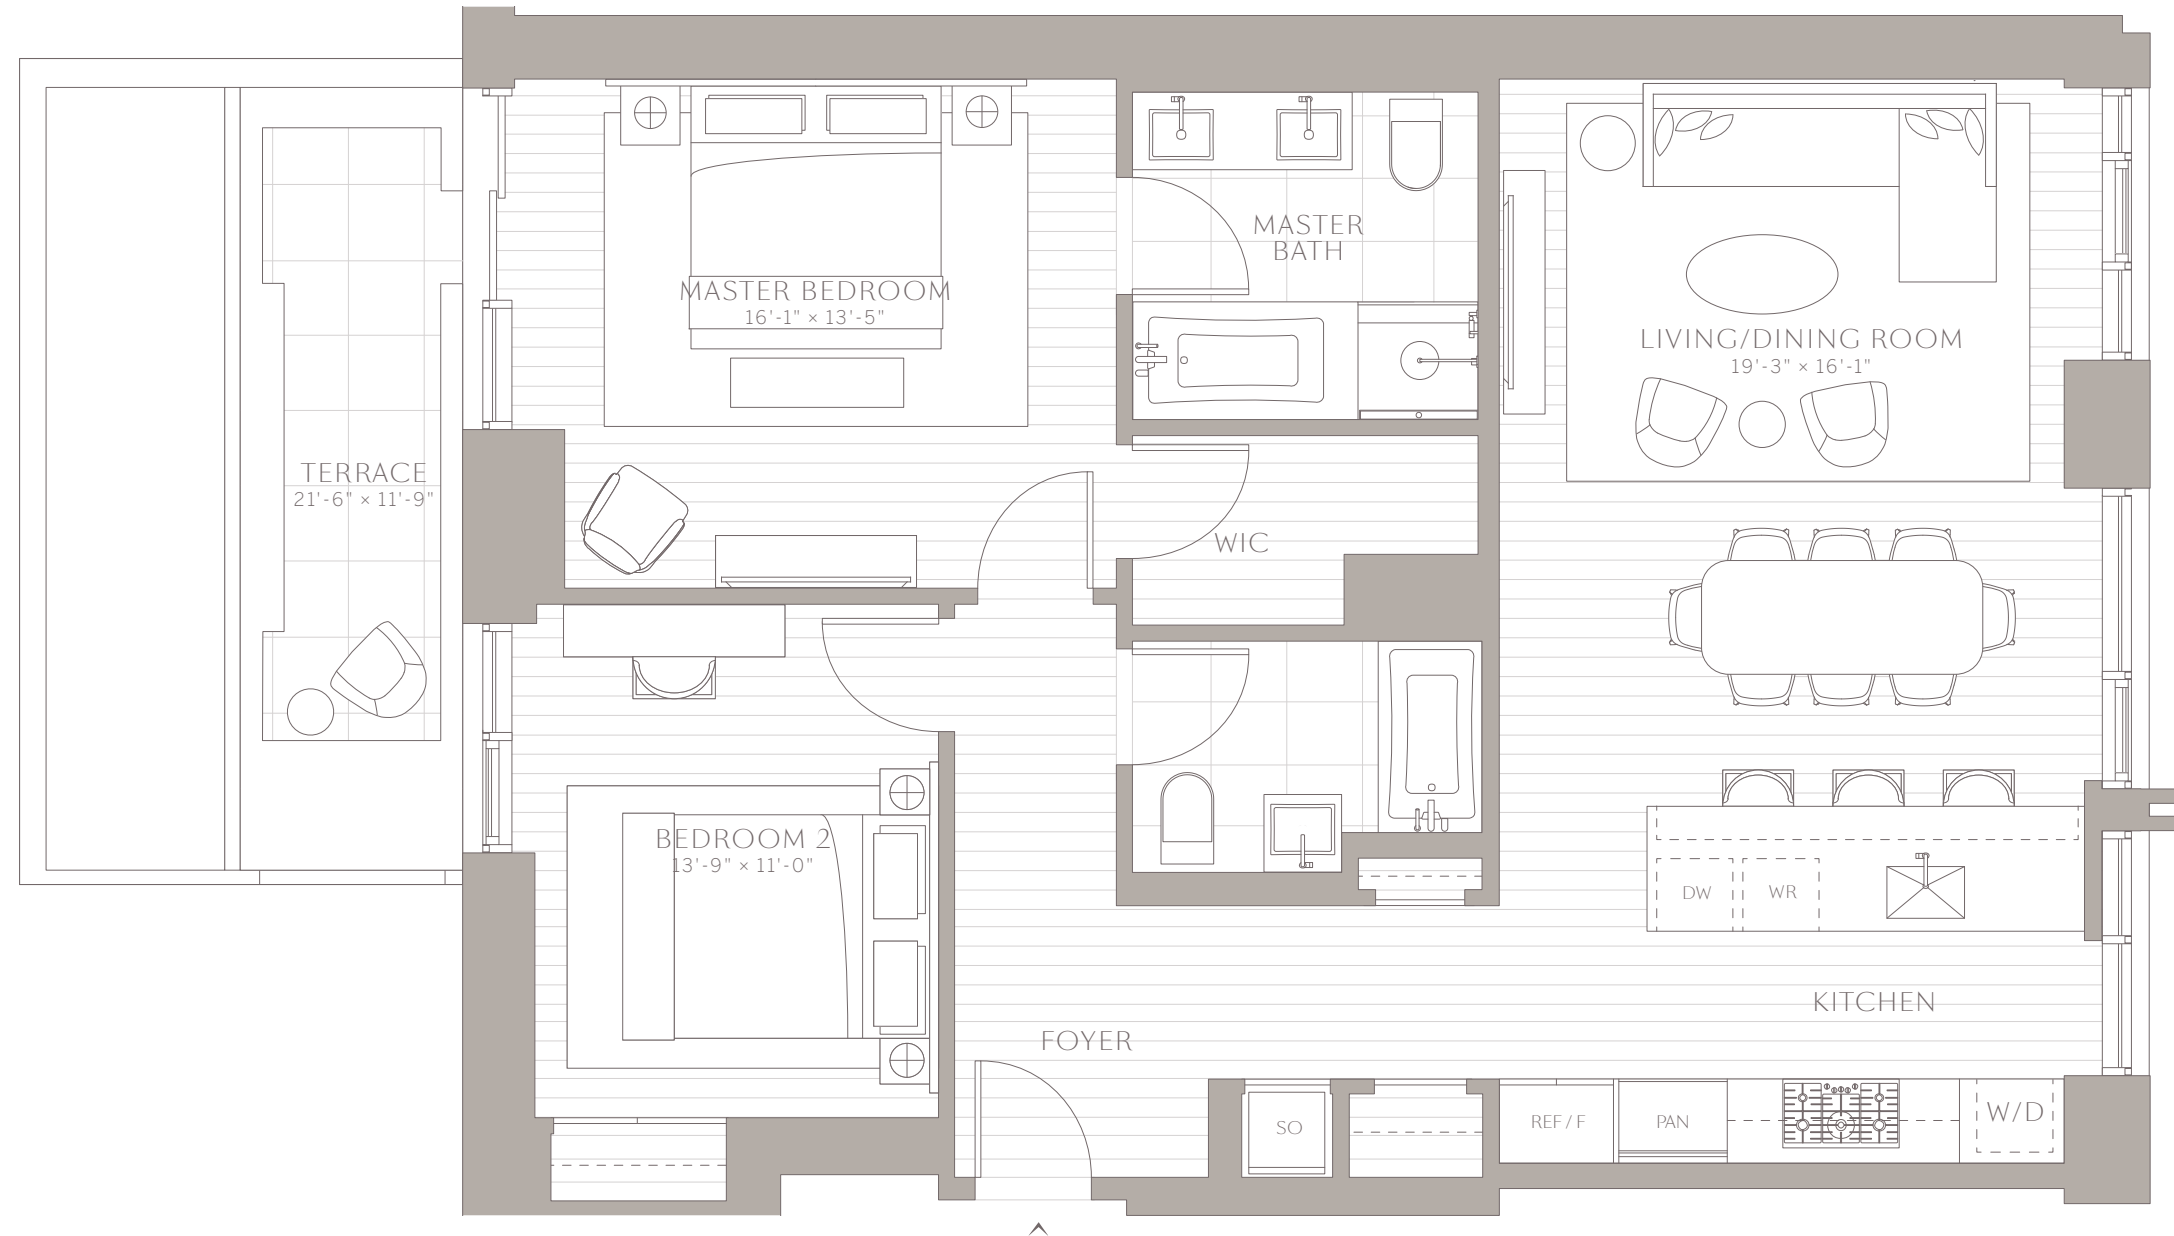 MASTER
BATH
MASTER BEDROOM
16'-1" × 13'-5"
LIVING/DINING ROOM
19'-3" × 16'-1"
TERRACE
21'-6" × 11'-9"
WIC
BEDROOM 2
13'-9" × 11'-0"
DW
WR
KITCHEN
FOYER
SO
REF / F
PAN
W/D